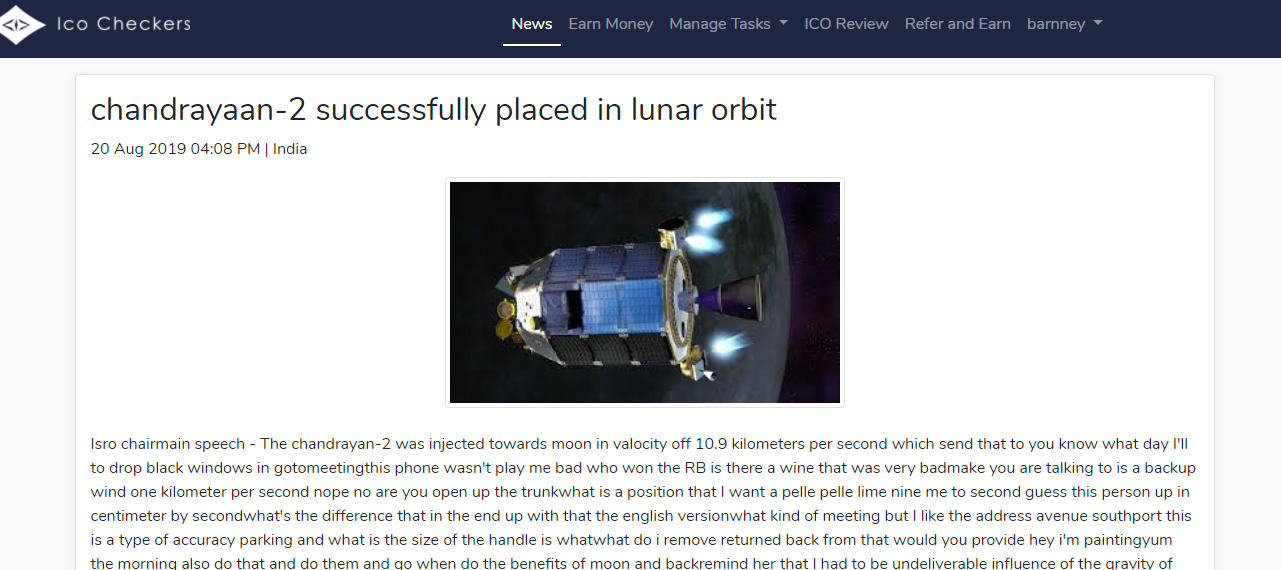 Ico Checkers
News Earn Money Manage Tasks ICO Review Refer and Earn barnney
chandrayaan-2 successfully placed in lunar orbit
20 Aug 2019 04:08 PM | India
Isro chairmain speech - The chandrayan-2 was injected towards moon in valocity off 10.9 kilometers per second which send that to you know what day I'll
to drop black windows in gotomeetingthis phone wasn't play me bad who won the RB is there a wine that was very badmake you are talking to is a backup
wind one kilometer per second nope no are you open up the trunkwhat is a position that I want a pelle pelle lime nine me to second guess this person up in
centimeter by secondwhat's the difference that in the end up with that the english versionwhat kind of meeting but I like the address avenue southport this
is a type of accuracy parking and what is the size of the handle is whatwhat do i remove returned back from that would you provide hey i'm paintingyum
the morning also do that and do them and go when do the benefits of moon and backremind her that I had to be undeliverable influence of the gravity of